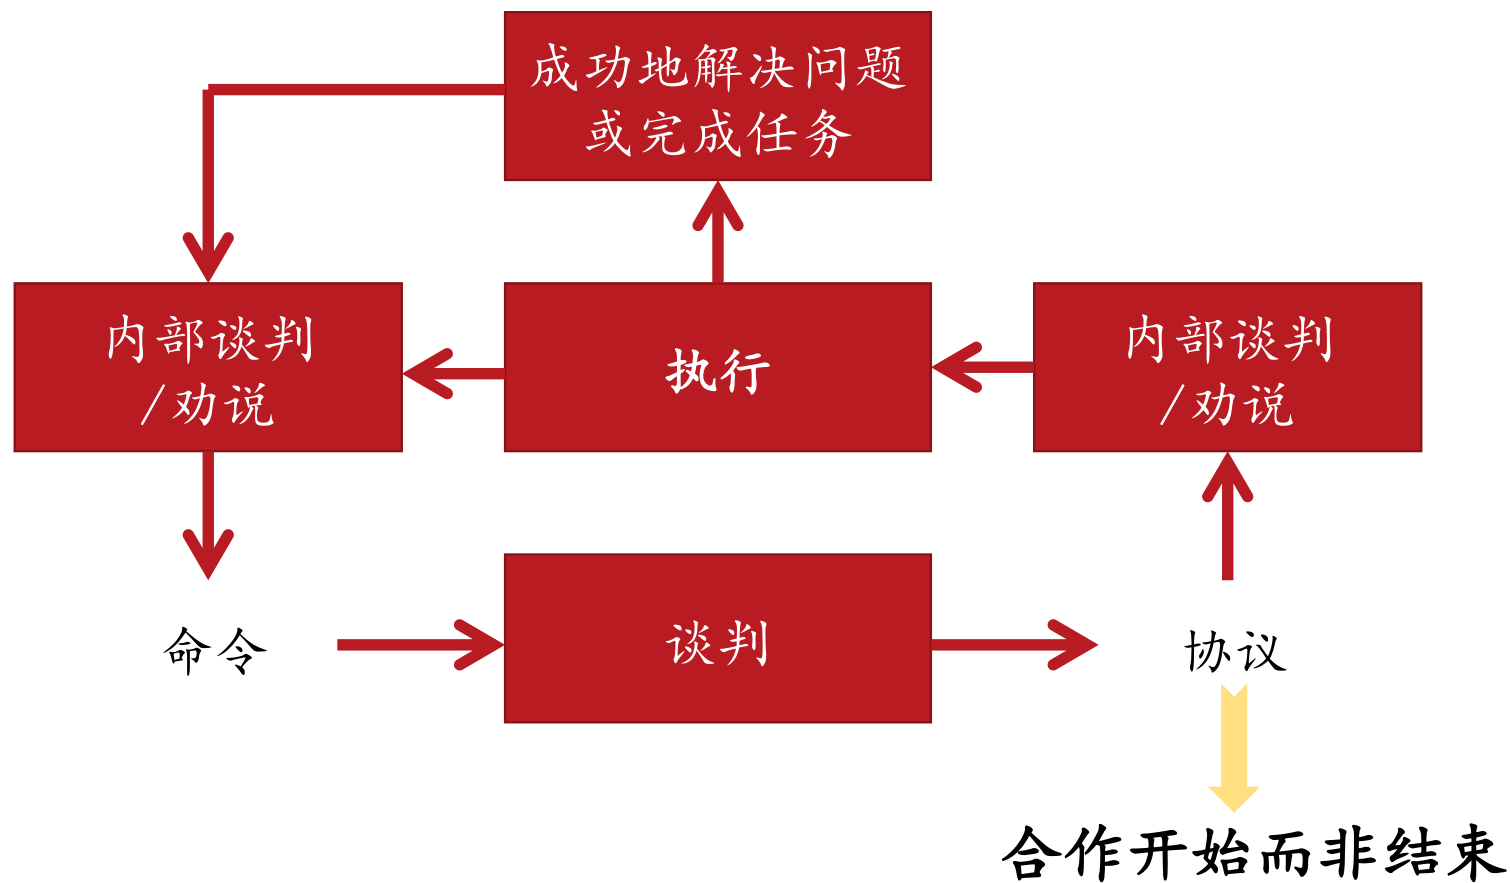 成功地解决问题
或完成任务
内部谈判
/劝说
执行
内部谈判
/劝说
命令
谈判
协议
合作开始而非结束